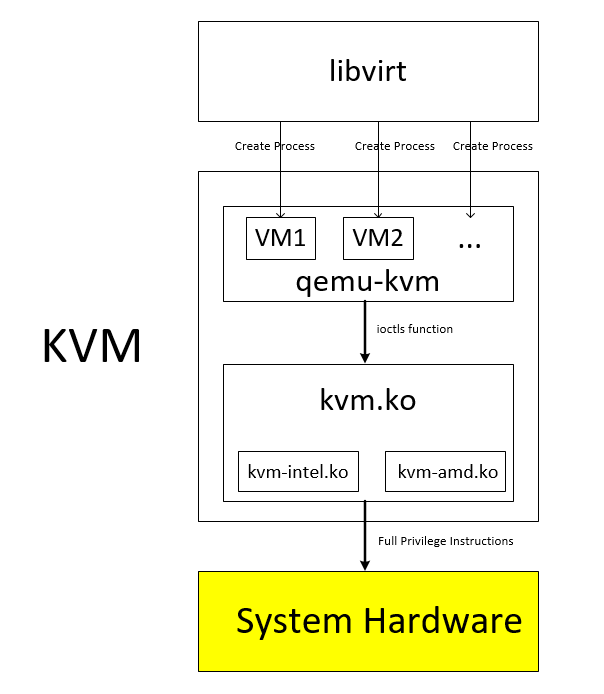 libvirt
Create Process
Create Process
Create Process
VM1
VM2
...
qemu-kvm
ioctls function
KVM
kvm.ko
kvm-intel.ko
kvm-amd.ko
Full Privilege Instructions
System Hardware